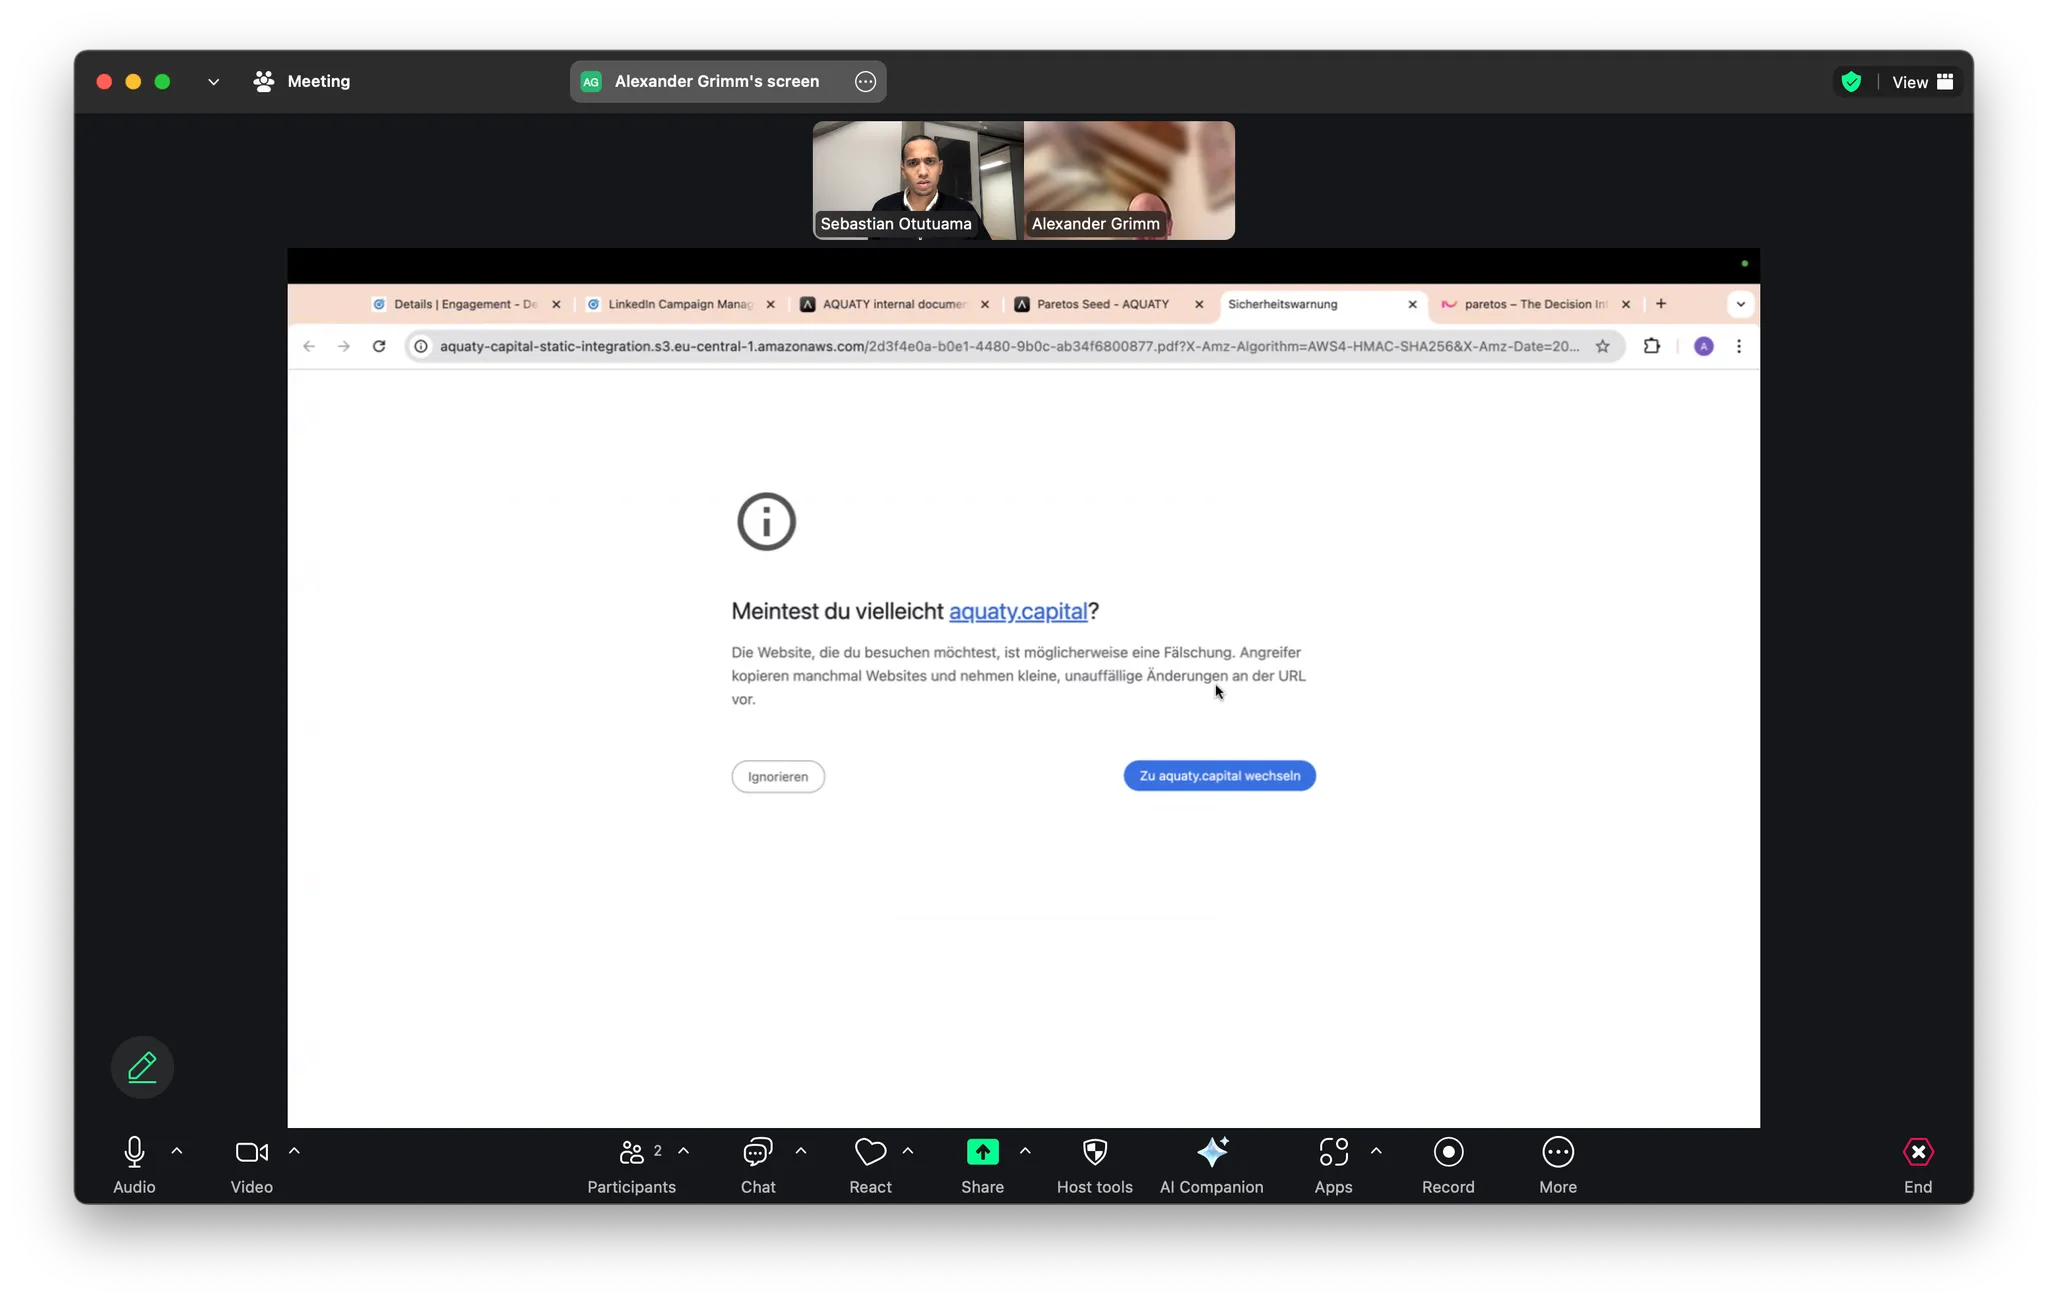 Meeting
AG Alexander Grimm's screen
View
Sebastian Otutuama
Alexander Grimm
Details | Engagement - De
LinkedIn Campaign Manag
AQUATY internal documen
Paretos Seed - AQUATY
Sicherheitswarnung
paretos – The Decision Int
aquaty-capital-static-integration.s3.eu-central-1.amazonaws.com/2d3f4e0a-b0e1-4480-9b0c-ab34f6800877.pdf?X-Amz-Algorithm=AWS4-HMAC-SHA256&X-Amz-Date=20...
A
Meintest du vielleicht aquaty.capital?
Die Website, die du besuchen möchtest, ist möglicherweise eine Fälschung. Angreifer
kopieren manchmal Websites und nehmen kleine, unauffällige Änderungen an der URL
vor.
Ignorieren
Zu aquaty.capital wechseln
2
Audio
Video
Participants
Chat
React
Share
Host tools
AI Companion
Apps
Record
More
End